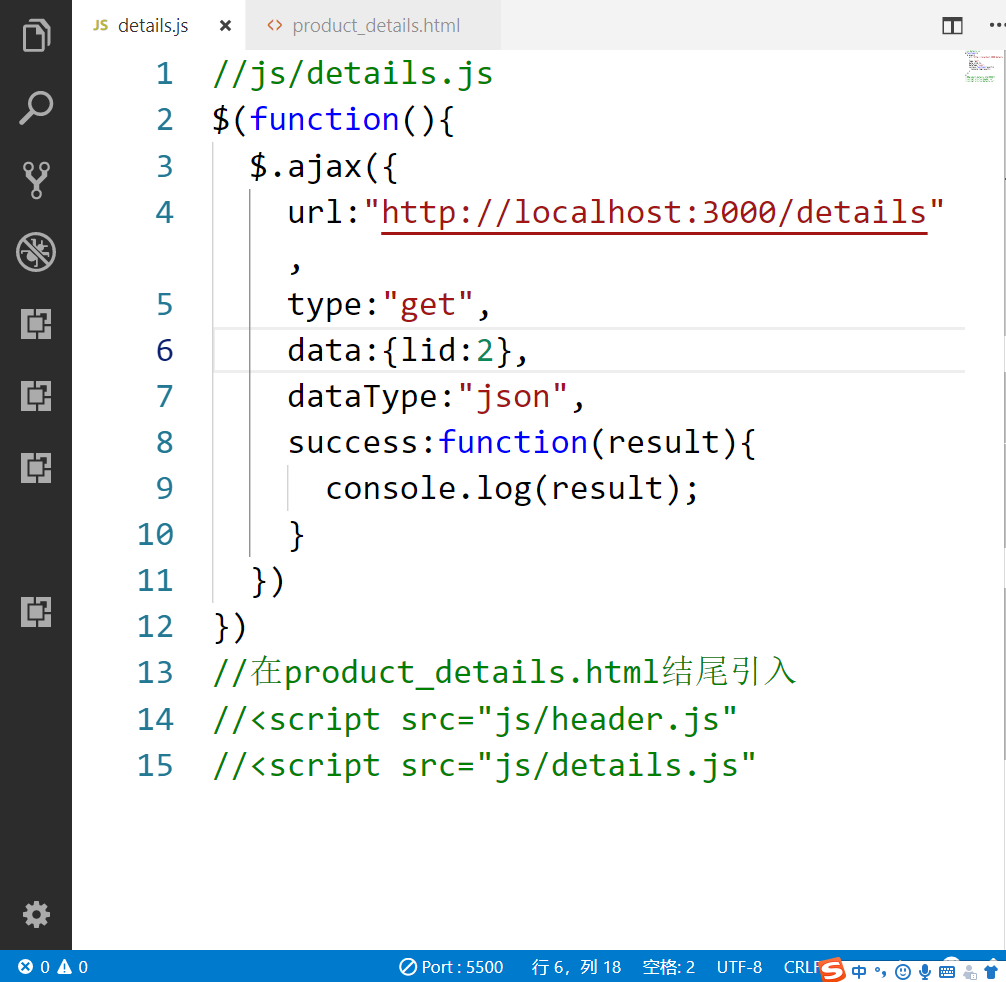 JS details.js ×
<> product_details.html
1 //js/details.js
2 $(function(){
3 $.ajax({
4 url:"http://localhost:3000/details"
,
5 type:"get",
6 data:{lid:2},
7 dataType:"json",
8 success:function(result){
9 console.log(result);
10 }
11 })
12 })
13 //在product_details.html结尾引入
14 //<script src="js/header.js"
15 //<script src="js/details.js"
0 0 Port : 5500 行 6，列 18 空格: 2 UTF-8 CRLF 中